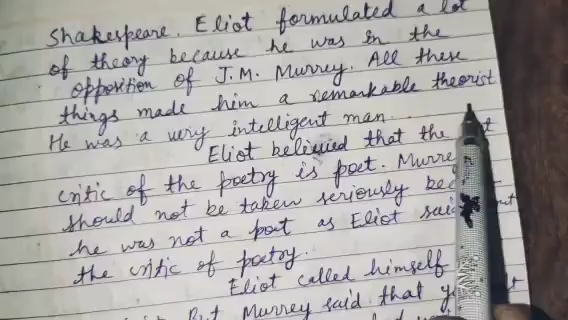 Shakespeare. Eliot formulated a lot
of theory because he was in the
opposition of J.M. Murrey. All these
things made him a remarkable theorist
He was a very intelligent man..
Eliot believed that the
critic of the poetry is poet.
should not be taken seriously
he was not a poet as Eliot
the critic of poetry.
Eliot called himself
But Murrey said that